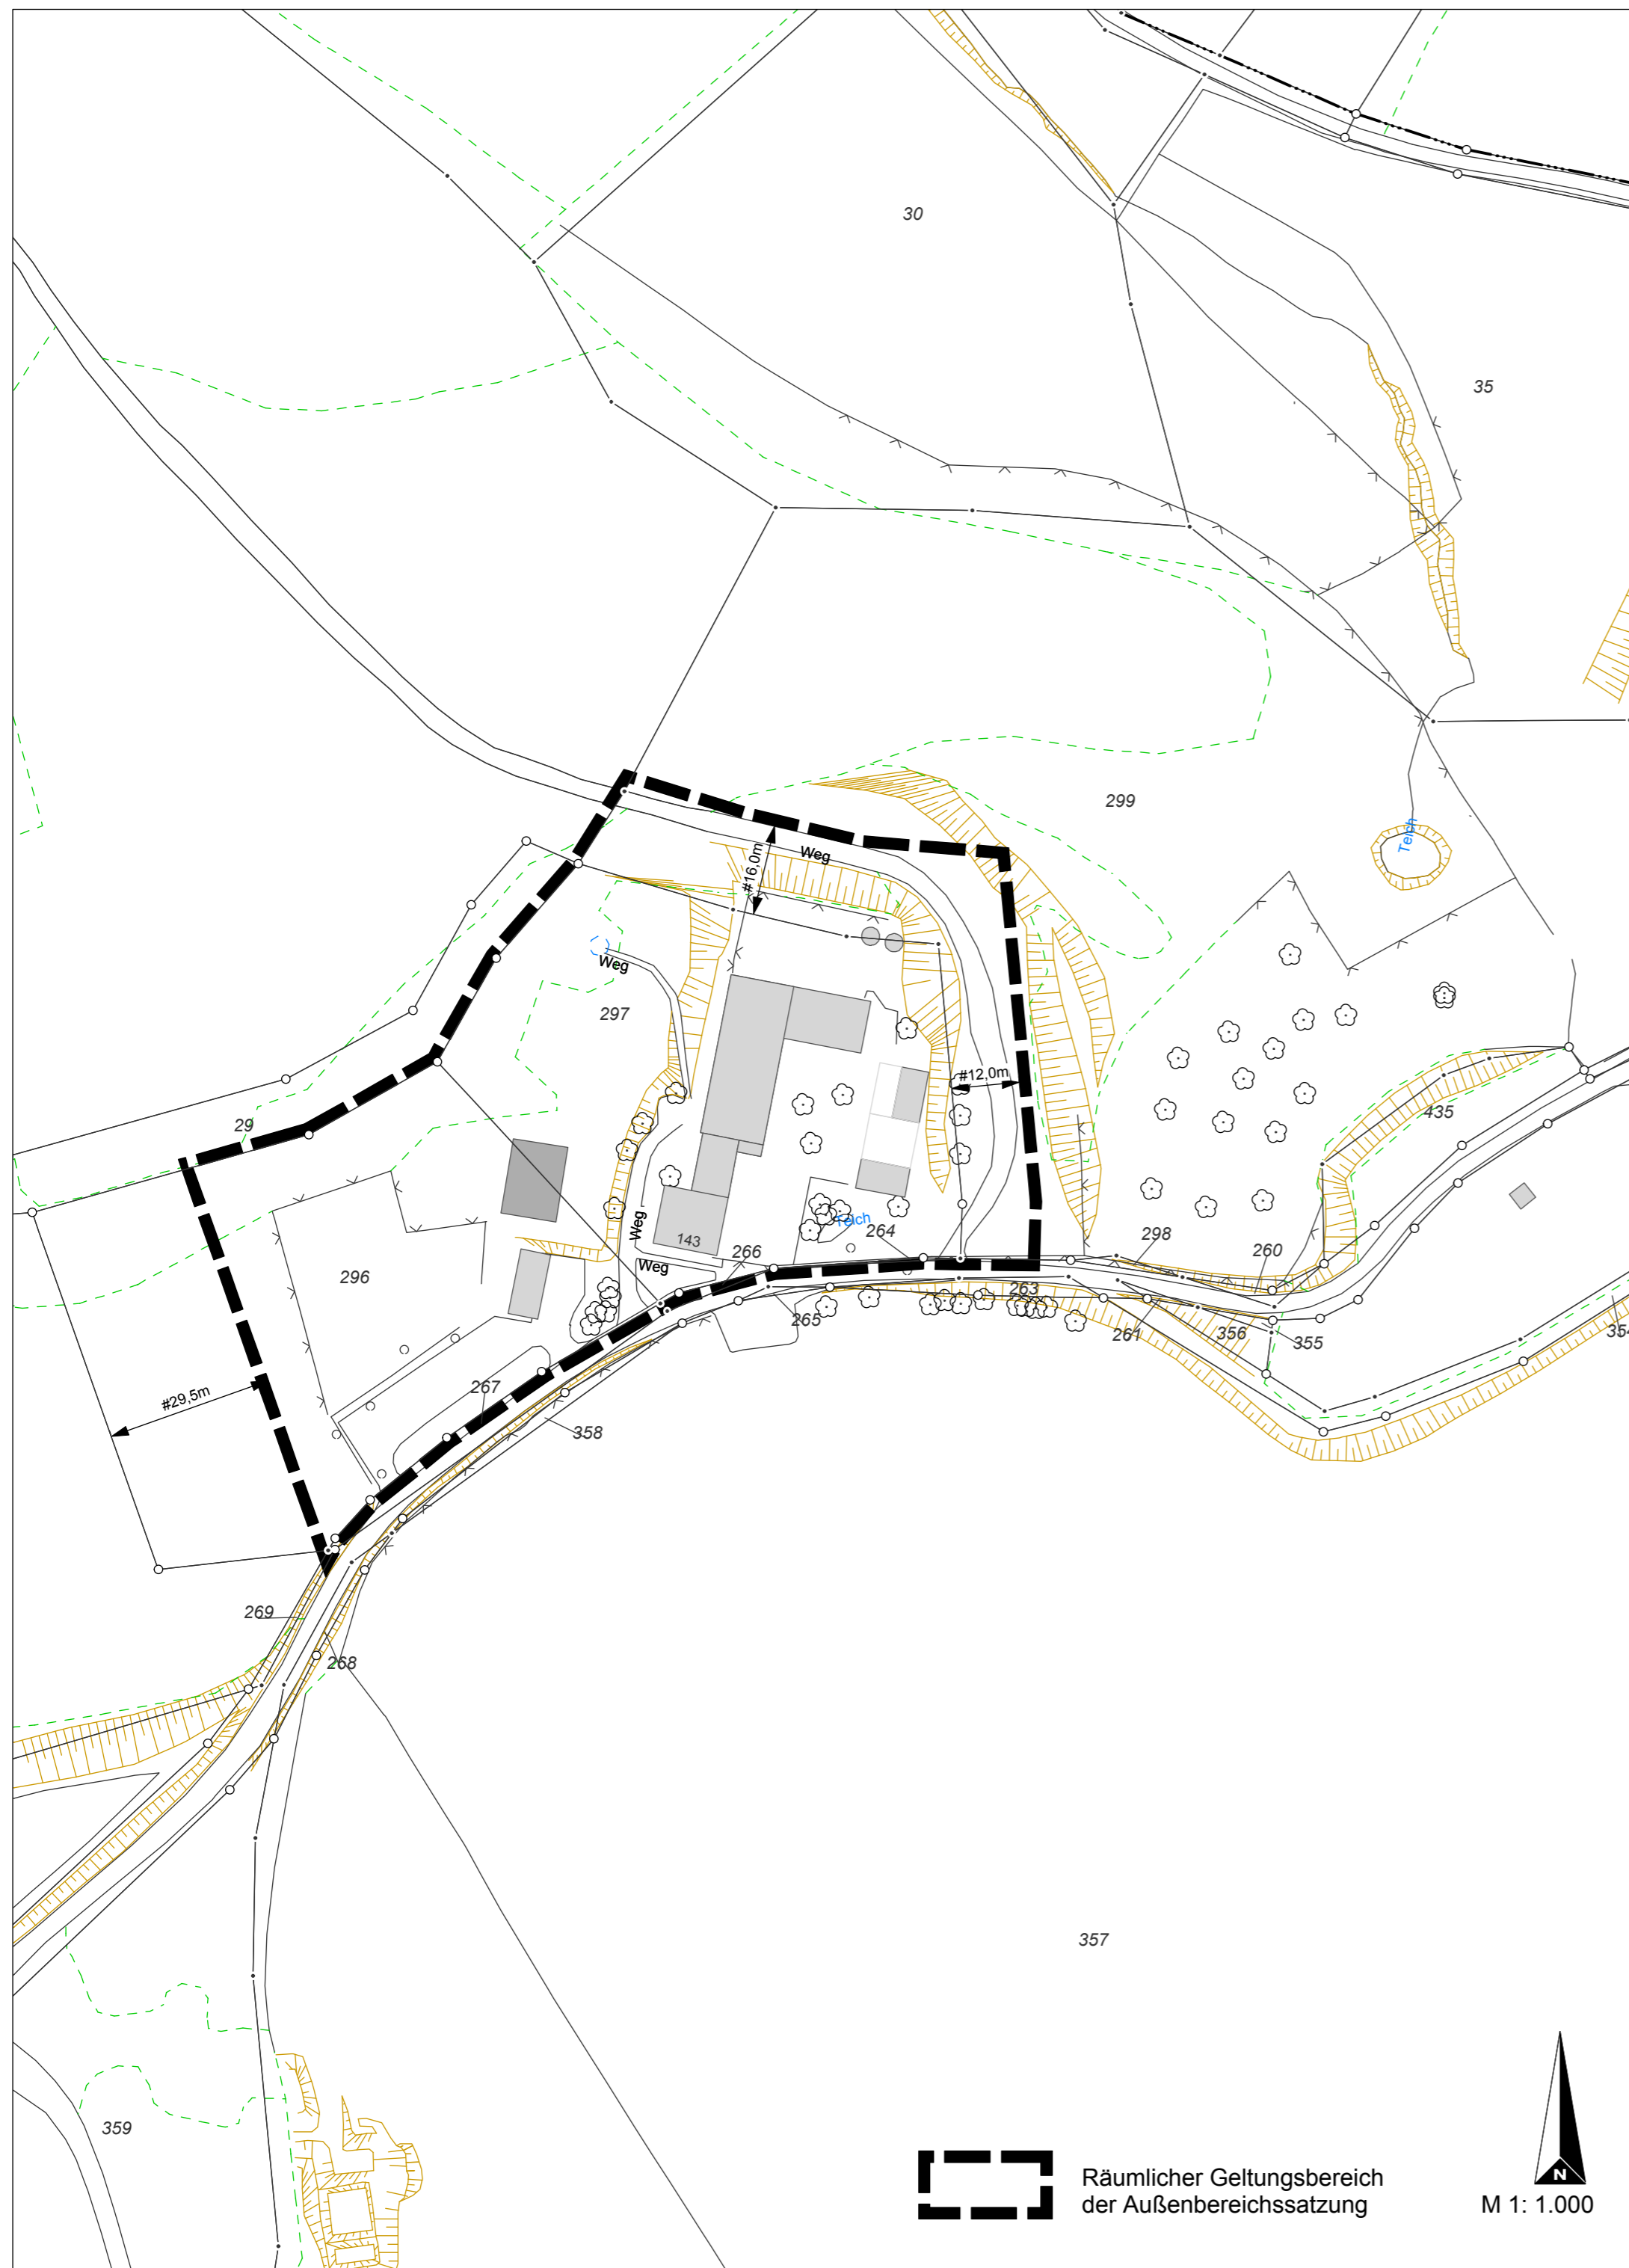 30
35
299
Teich
Weg
#16,0m
Weg
297
#12,0m
29
435
Teich
264
Weg
143
266
298
260
Weg
296
263
265
261
356
355
354
267
#29,5m
358
269
268
357
359
Räumlicher Geltungsbereich
der Außenbereichssatzung
N
M 1: 1.000